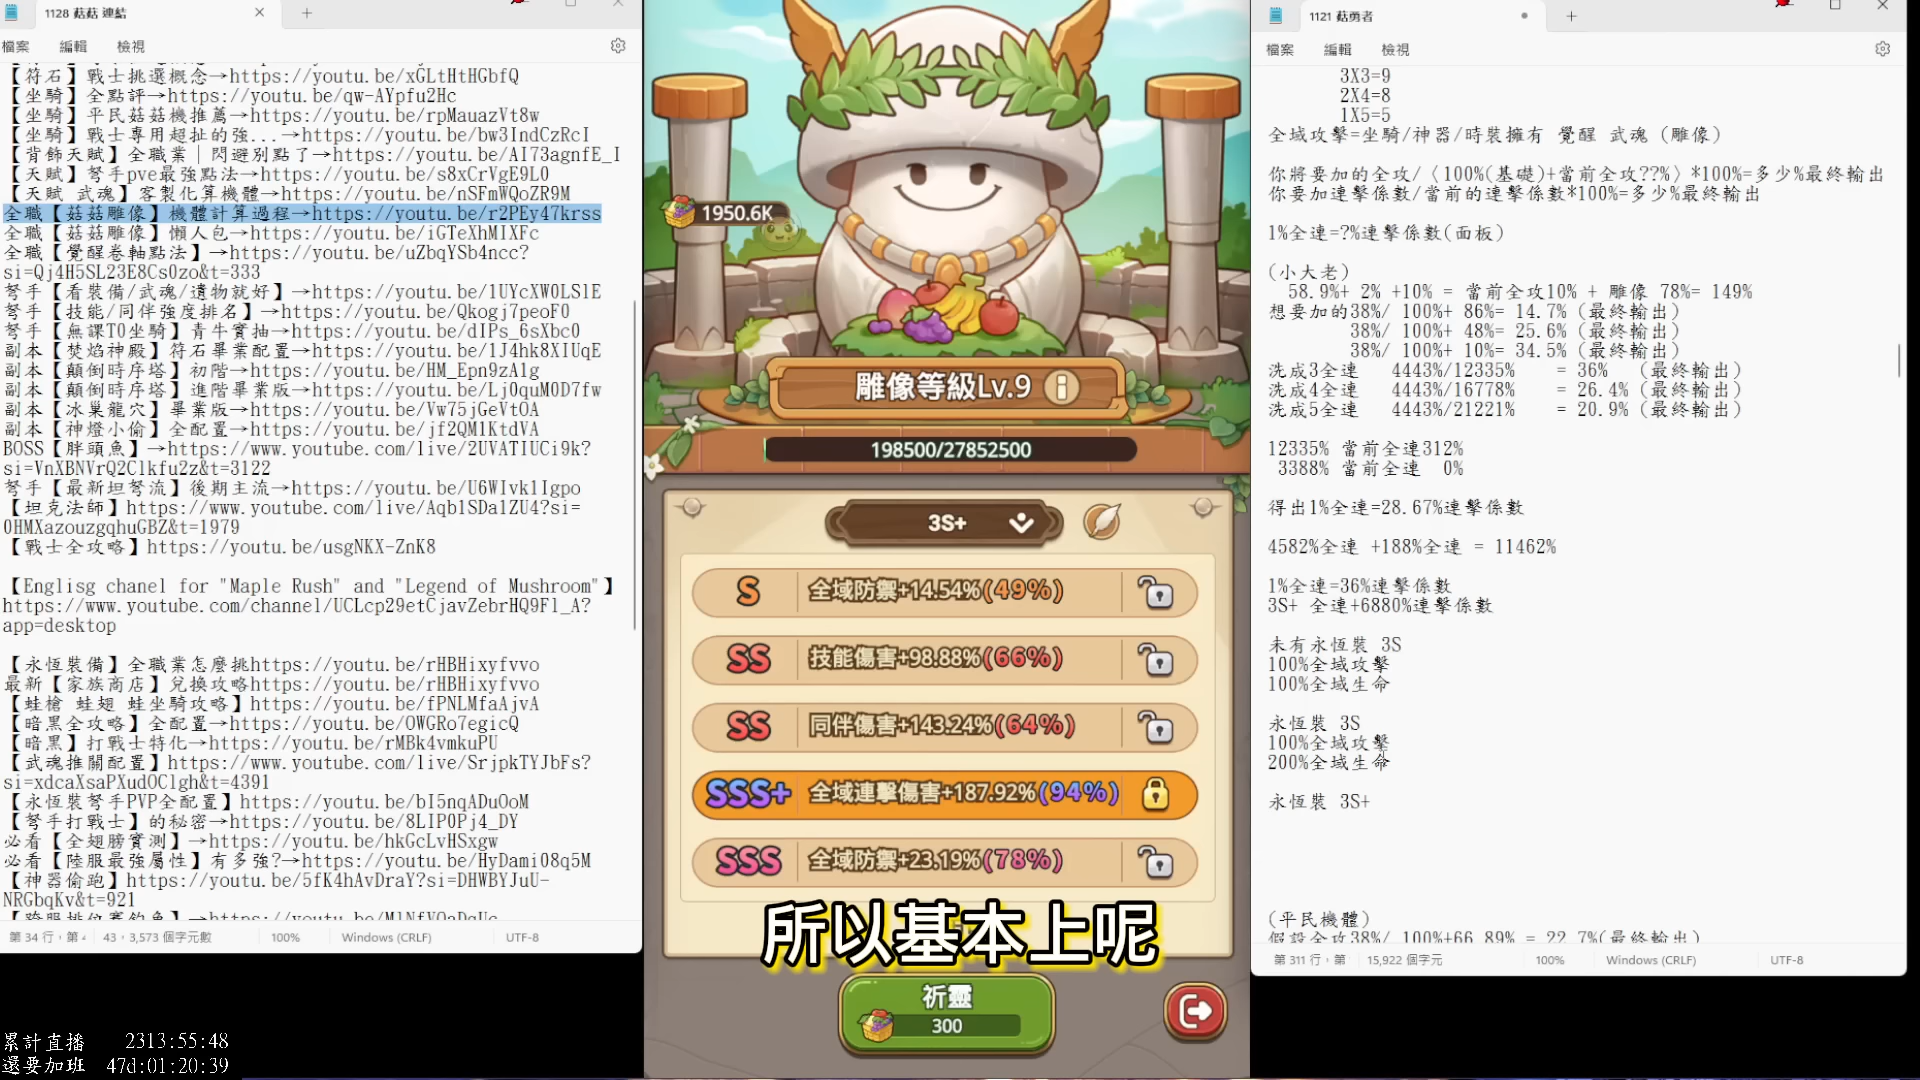 1128 菇菇 連結
檔案 編輯 檢視
【符石】戰士挑選概念→https://youtu.be/xGLtHtHGbfQ
【坐騎】全點評→https://youtu.be/qw-AYpfu2Hc
【坐騎】平民菇菇機推薦→https://youtu.be/rpMauazVt8w
【坐騎】戰士專用超扯的強...→https://youtu.be/bw3IndCzRcI
【背飾天賦】全職業｜閃避別點了→https://youtu.be/AI73agnfE_I
【天賦】弩手pve最強點法→https://youtu.be/s8xCrVgE9L0
【天賦 武魂】客製化算機體→https://youtu.be/nSFmWQoZR9M
全職【菇菇雕像】機體計算過程→https://youtu.be/r2PEy47krss
全職【菇菇雕像】懶人包→https://youtu.be/iGTeXhMIXFc
全職【覺醒卷軸點法】→https://youtu.be/uZbqYSb4ncc?
si=Qj4H5SL23E8Cs0zo&t=333
弩手【看裝備/武魂/遺物就好】→https://youtu.be/1UYcXW0LSlE
弩手【技能/同伴強度排名】→https://youtu.be/Qkogj7peoF0
弩手【無課T0坐騎】青牛實抽→https://youtu.be/dIPs_6sXbc0
副本【焚焰神殿】符石畢業配置→https://youtu.be/1J4hk8XIUqE
副本【顛倒時序塔】初階→https://youtu.be/HM_Epn9zA1g
副本【顛倒時序塔】進階畢業版→https://youtu.be/Lj0quM0D7fw
副本【冰巢龍穴】畢業版→https://youtu.be/Vw75jGeVtOA
副本【神燈小偷】全配置→https://youtu.be/jf2QM1KtdVA
BOSS【胖頭魚】→https://www.youtube.com/live/2UVATIUCi9k?
si=VnXBNVrQ2Clkfu2z&t=3122
弩手【最新坦弩流】後期主流→https://youtu.be/U6WIvk1Igpo
【坦克法師】https://www.youtube.com/live/Aqb1SDa1ZU4?si=
0HMXazouzgqhuGBZ&t=1979
【戰士全攻略】https://youtu.be/usgNKX-ZnK8
【Englisg chanel for "Maple Rush" and "Legend of Mushroom"】
https://www.youtube.com/channel/UCLcp29etCjavZebrHQ9Fl_A?
app=desktop
【永恆裝備】全職業怎麼挑https://youtu.be/rHBHixyfvvo
最新【家族商店】兌換攻略https://youtu.be/rHBHixyfvvo
【蛙槍 蛙翅 蛙坐騎攻略】https://youtu.be/fPNLMfaAjvA
【暗黑全攻略】全配置→https://youtu.be/OWGRo7egicQ
【暗黑】打戰士特化→https://youtu.be/rMBk4vmkuPU
【武魂推關配置】https://www.youtube.com/live/SrjpkTYJbFs?
si=xdcaXsaPXudOClgh&t=4391
【永恆裝弩手PVP全配置】https://youtu.be/bI5nqADuOoM
【弩手打戰士】的秘密→https://youtu.be/8LIP0Pj4_DY
必看【全翅膀實測】→https://youtu.be/hkGcLvHSxgw
必看【陸服最強屬性】有多強?→https://youtu.be/HyDami08q5M
【神器偷跑】https://youtu.be/5fK4hAvDraY?si=DHWBYJuU-
NRGbqKv&t=921
第 34 行，第 43，3,573 個字元數 100% Windows (CRLF) UTF-8
累計直播 2313:55:48
還要加班 47d:01:20:39
1950.6K
雕像等級Lv.9
198500/27852500
3S+
S 全域防禦+14.54%(49%)
SS 技能傷害+98.88%(66%)
SS 同伴傷害+143.24%(64%)
SSS+ 全域連擊傷害+187.92%(94%)
SSS 全域防禦+23.19%(78%)
所以基本上呢
祈靈
300
1121 菇勇者
檔案 編輯 檢視
3X3=9
2X4=8
1X5=5
全域攻擊=坐騎/神器/時裝擁有 覺醒 武魂 (雕像)
你將要加的全攻/〈100%(基礎)+當前全攻??%〉*100%=多少%最終輸出
你要加連擊係數/當前的連擊係數*100%=多少%最終輸出
1%全連=?%連擊係數(面板)
(小大老)
58.9%+ 2% +10% = 當前全攻10% + 雕像 78%= 149%
想要加的38%/ 100%+ 86%= 14.7% (最終輸出)
38%/ 100%+ 48%= 25.6% (最終輸出)
38%/ 100%+ 10%= 34.5% (最終輸出)
洗成3全連 4443%/12335% = 36% (最終輸出)
洗成4全連 4443%/16778% = 26.4% (最終輸出)
洗成5全連 4443%/21221% = 20.9% (最終輸出)
12335% 當前全連312%
3388% 當前全連 0%
得出1%全連=28.67%連擊係數
4582%全連 +188%全連 = 11462%
1%全連=36%連擊係數
3S+ 全連+6880%連擊係數
未有永恆裝 3S
100%全域攻擊
100%全域生命
永恆裝 3S
100%全域攻擊
200%全域生命
永恆裝 3S+
(平民機體)
假設全攻38%/ 100%+66.89% = 22.7%(最終輸出)
第 311 行，第 15,922 個字元 100% Windows (CRLF) UTF-8